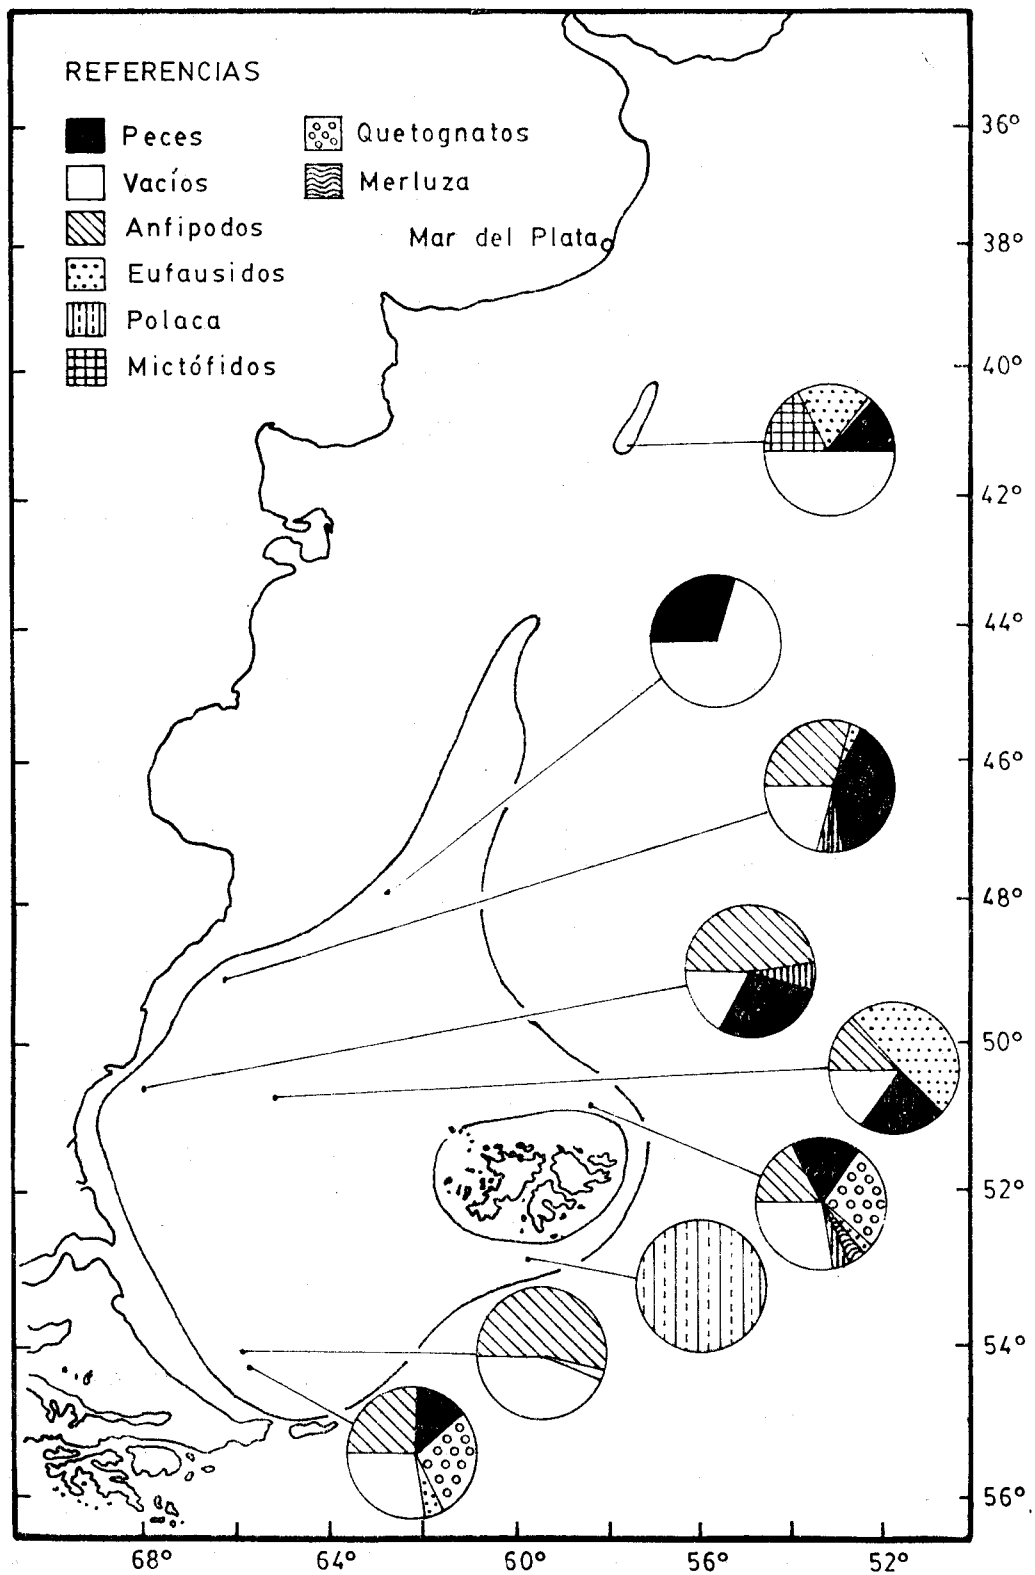 REFERENCIAS
Peces
Vacíos
Anfipodos
Eufausidos
Polaca
Mictófidos
Quetognatos
Merluza
Mar del Plata
36°
38°
40°
42°
44°
46°
48°
50°
52°
54°
56°
68° 64° 60° 56° 52°